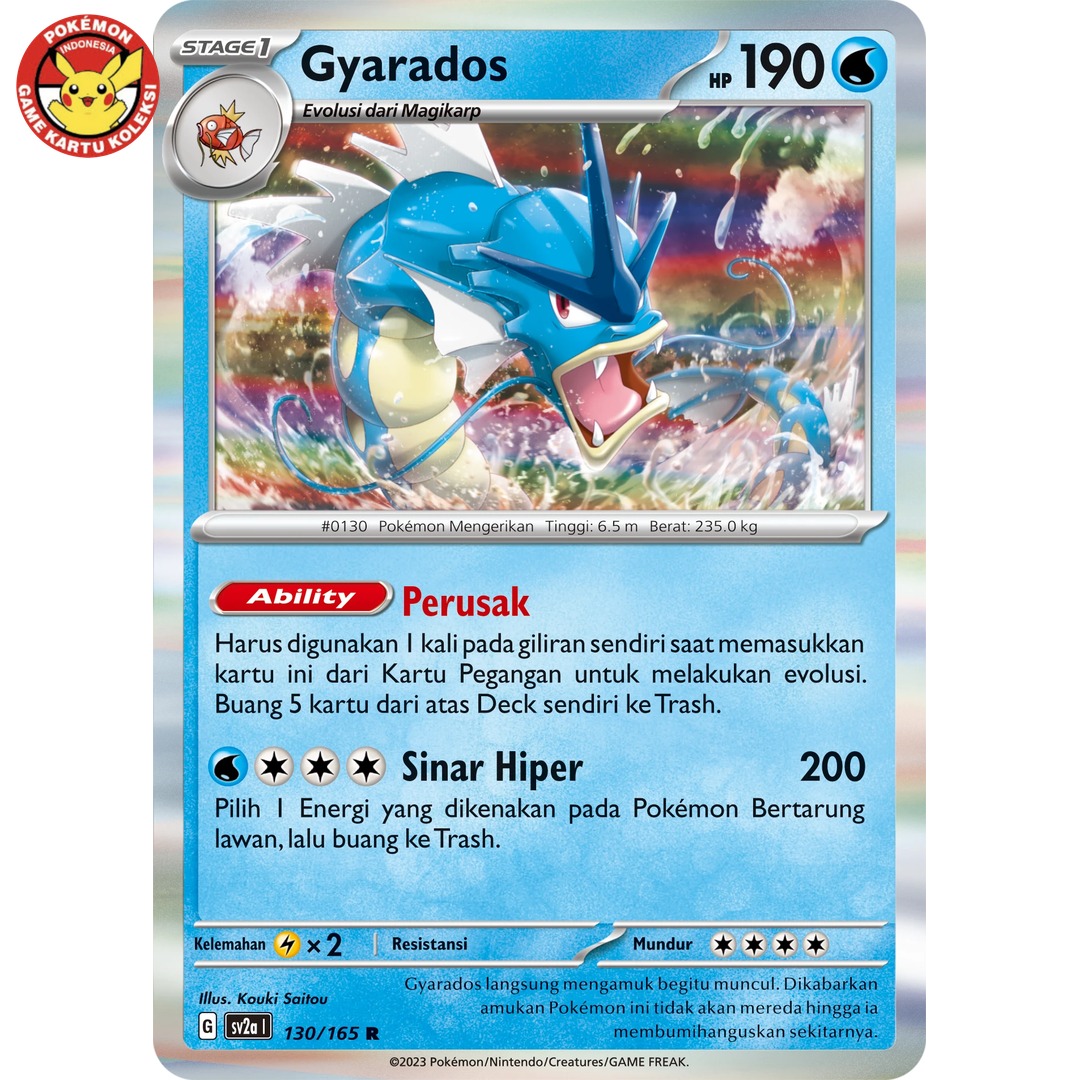 POKÉMON
INDONESIA
GAME KARTU KOLEKSI
STAGE 1
Gyarados
HP 190
Evolusi dari Magikarp
#0130 Pokémon Mengerikan Tinggi: 6.5 m Berat: 235.0 kg
Ability Perusak
Harus digunakan 1 kali pada giliran sendiri saat memasukkan
kartu ini dari Kartu Pegangan untuk melakukan evolusi.
Buang 5 kartu dari atas Deck sendiri ke Trash.
Sinar Hiper 200
Pilih 1 Energi yang dikenakan pada Pokémon Bertarung
lawan, lalu buang ke Trash.
Kelemahan ×2 Resistansi Mundur
Gyarados langsung mengamuk begitu muncul. Dikabarkan
amukan Pokémon ini tidak akan mereda hingga ia
membumihanguskan sekitarnya.
Illus. Kouki Saitou
G sv2a I 130/165 R
©2023 Pokémon/Nintendo/Creatures/GAME FREAK.